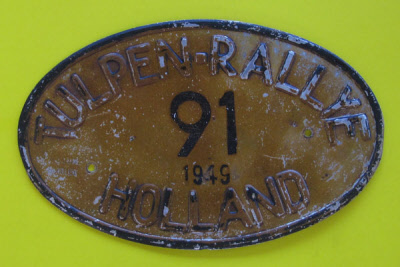 TULPEN-RALLYE
91
1949
HOLLAND